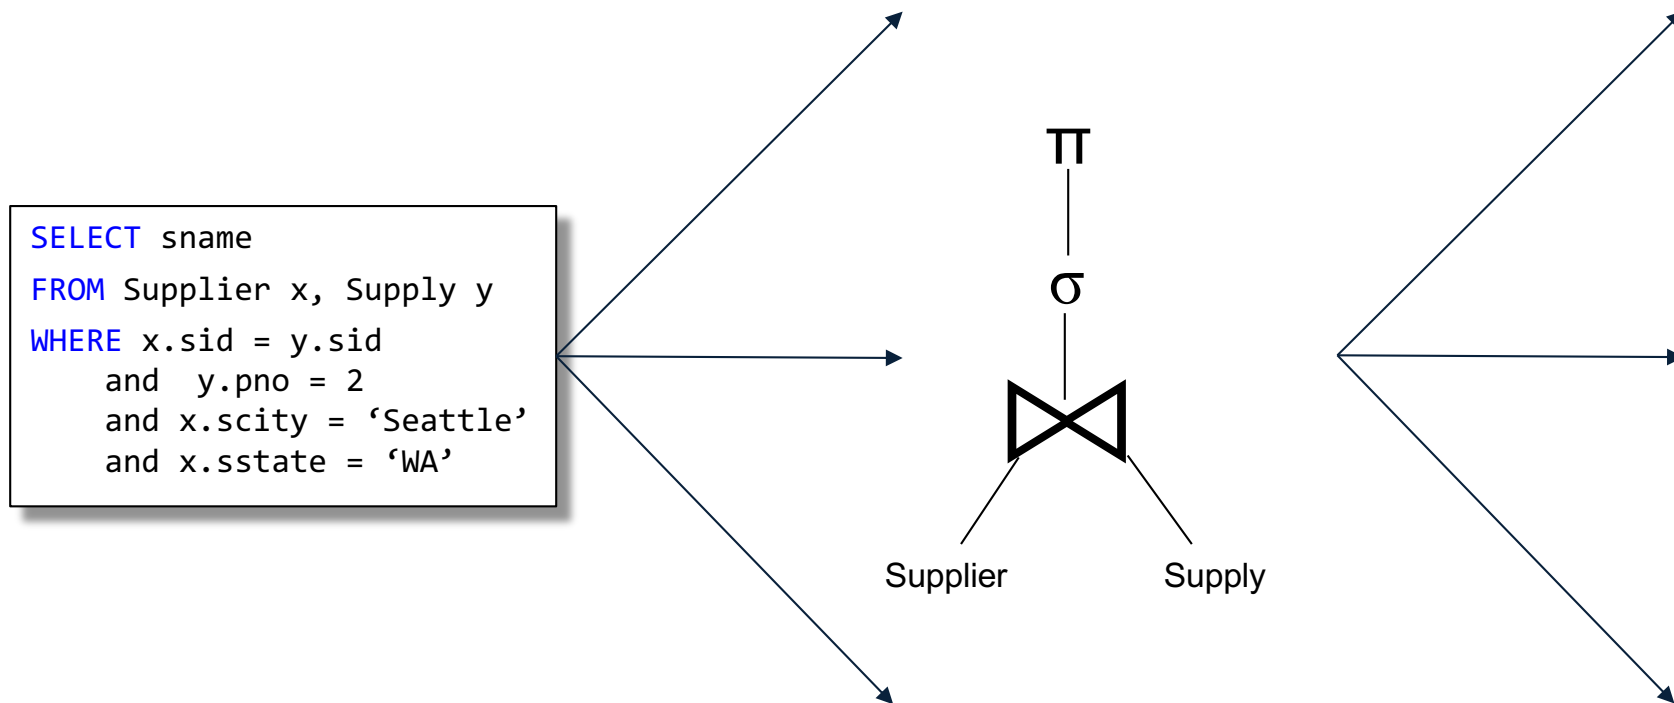 SELECT sname
FROM Supplier x, Supply y
WHERE x.sid = y.sid
and  y.pno = 2
and x.scity = ‘Seattle’
and x.sstate = ‘WA’
π
σ
⋈
Supplier Supply